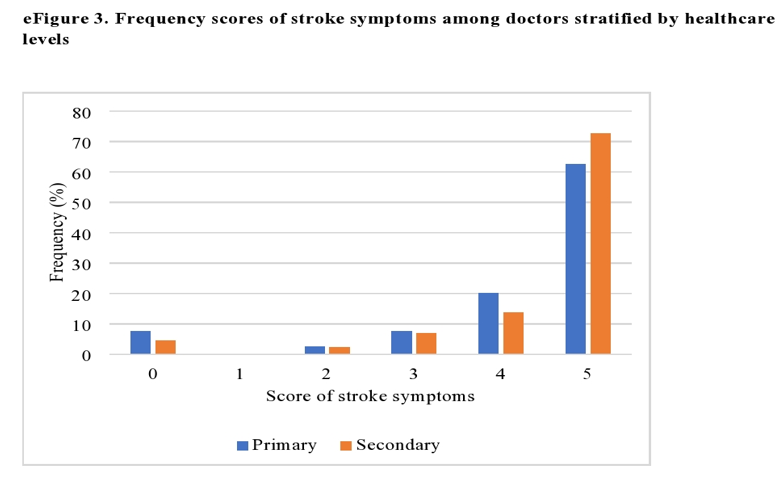 eFigure 3. Frequency scores of stroke symptoms among doctors stratified by healthcare
levels
80
70
60
50
40
30
20
10
0
Frequency (%)
0 1 2 3 4 5
Score of stroke symptoms
Primary Secondary